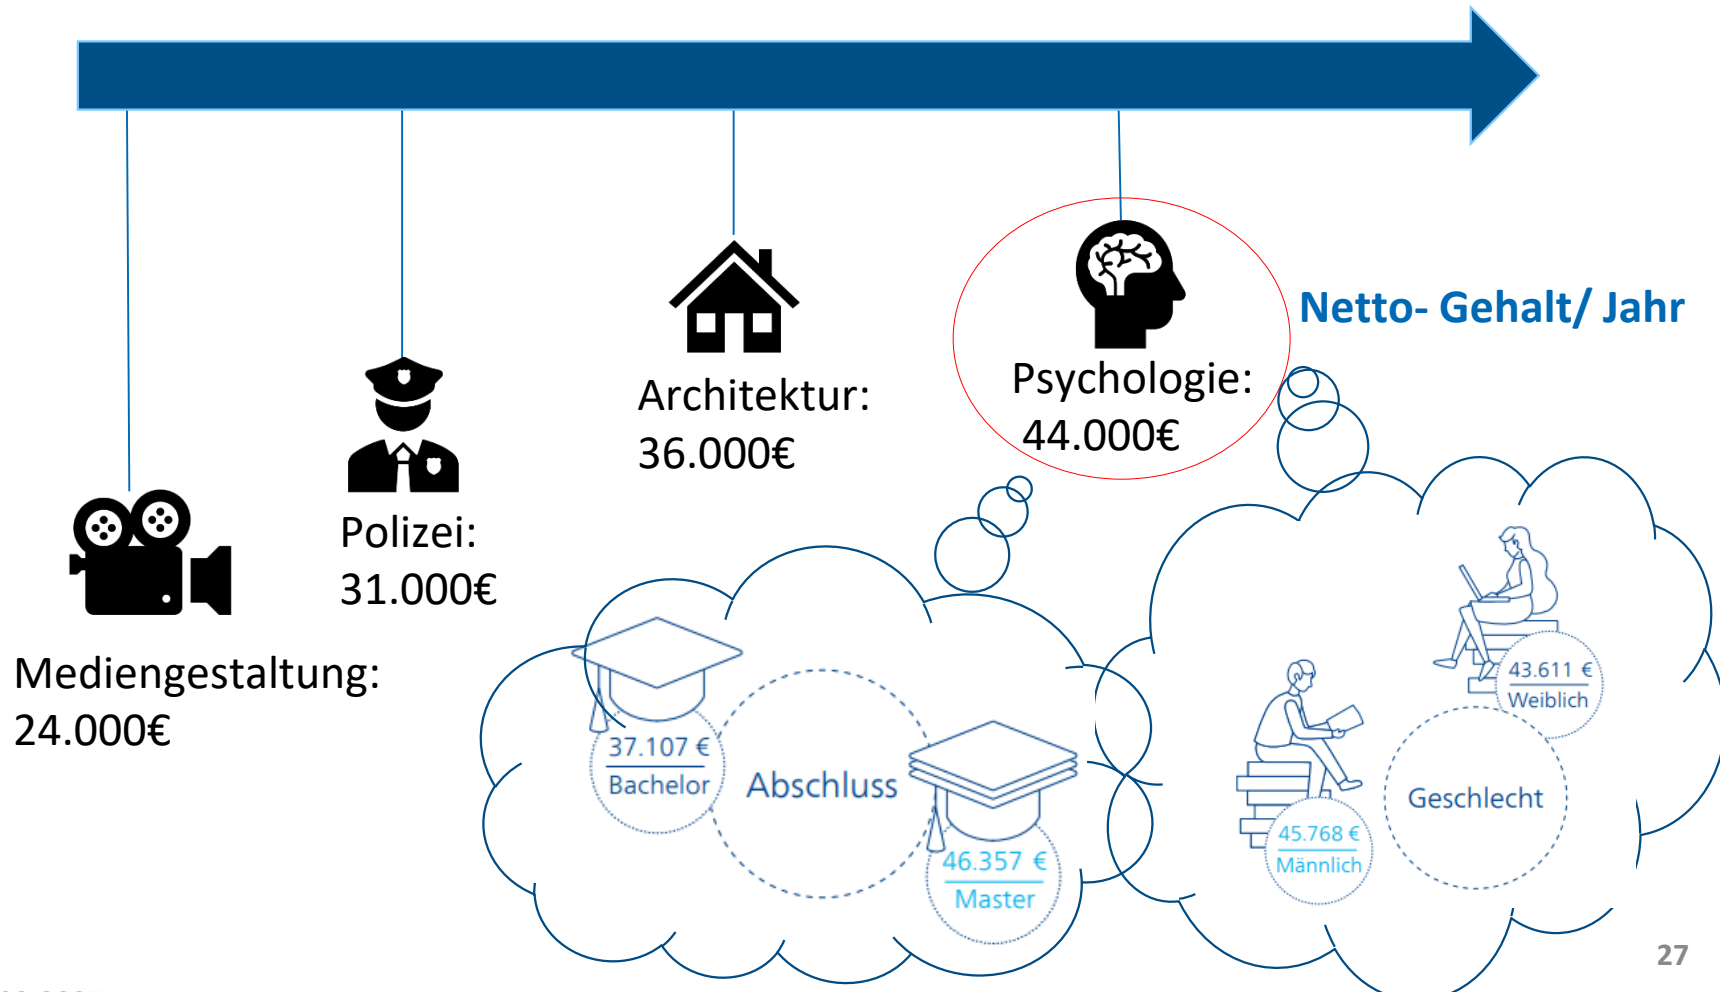 Netto- Gehalt/ Jahr
Psychologie:
44.000€
Architektur:
36.000€
Polizei:
31.000€
Mediengestaltung:
24.000€
37.107 €
Bachelor
Abschluss
46.357 €
Master
43.611 €
Weiblich
Geschlecht
45.768 €
Männlich
27